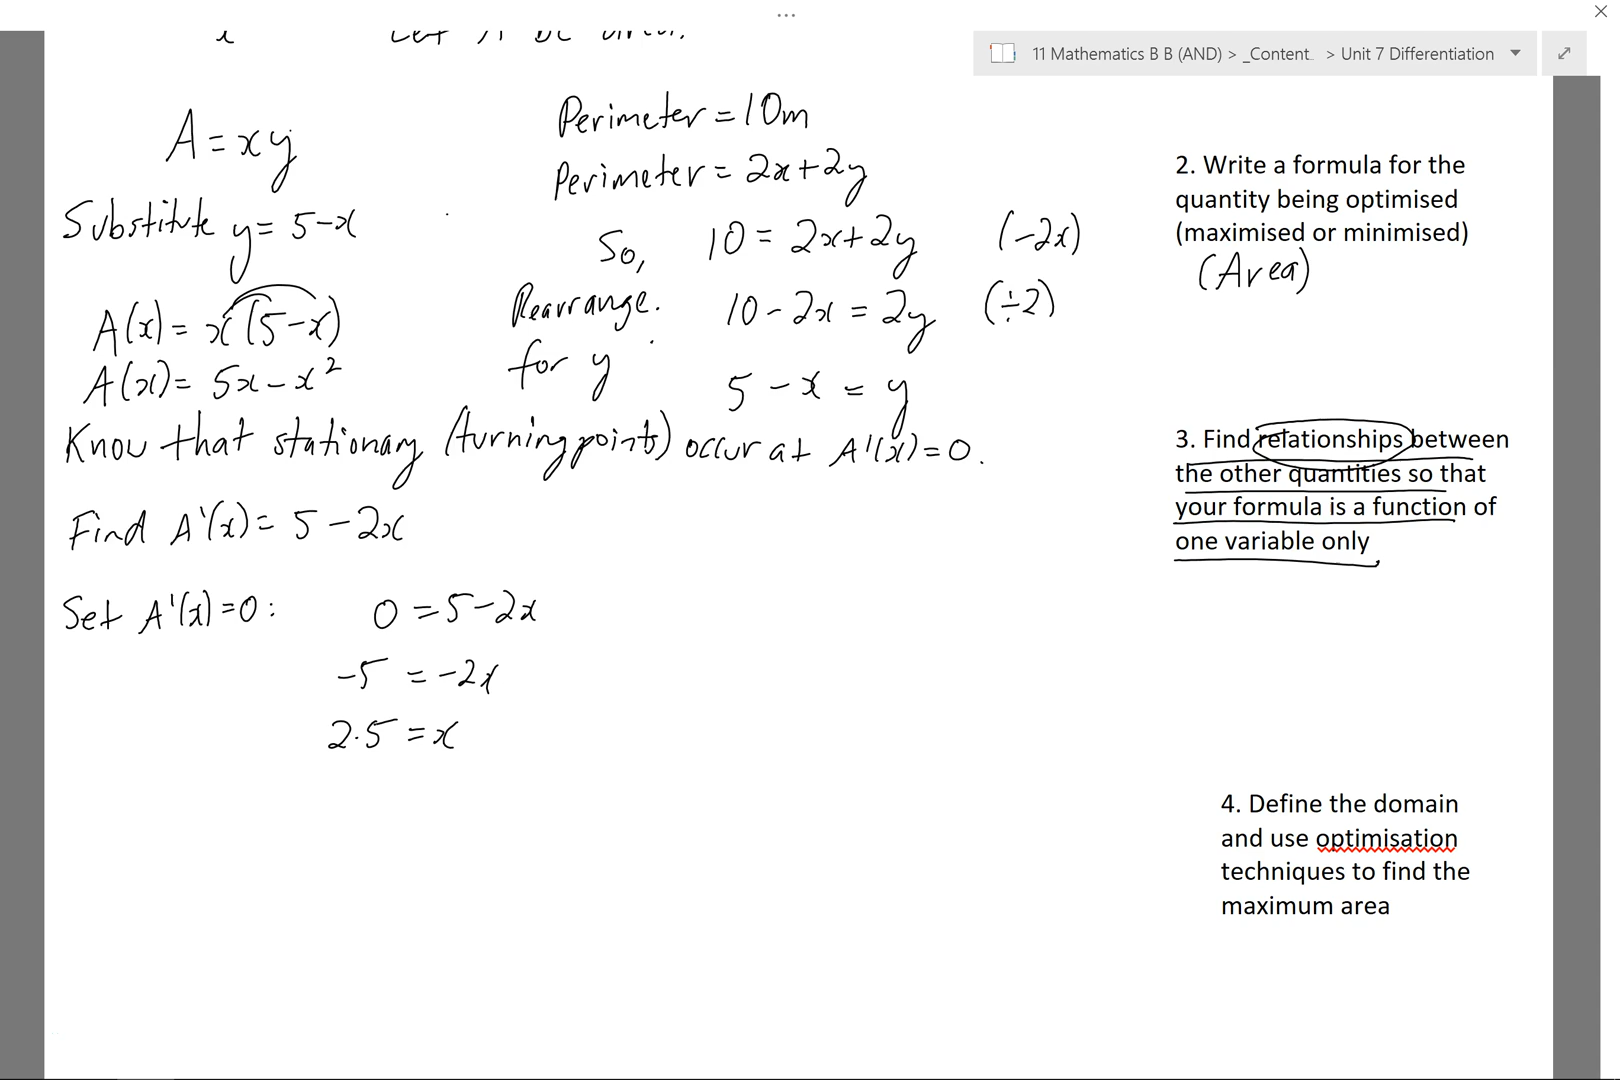 11 Mathematics B B (AND) > _Content. > Unit 7 Differentiation
A = xy
Perimeter = 10m
Perimeter = 2x+2y
Substitute y = 5-x
So, 10 = 2x+2y (-2x)
Rearrange. for y
10 - 2x = 2y (÷2)
5 - x = y
A(x) = x(5-x)
A(x) = 5x - x²
Know that stationary (turning points) occur at A'(x)=0.
Find A'(x) = 5 - 2x
Set A'(x)=0: 0 = 5-2x
-5 = -2x
2.5 = x
2. Write a formula for the
quantity being optimised
(maximised or minimised)
(Area)
3. Find relationships between
the other quantities so that
your formula is a function of
one variable only
4. Define the domain
and use optimisation
techniques to find the
maximum area